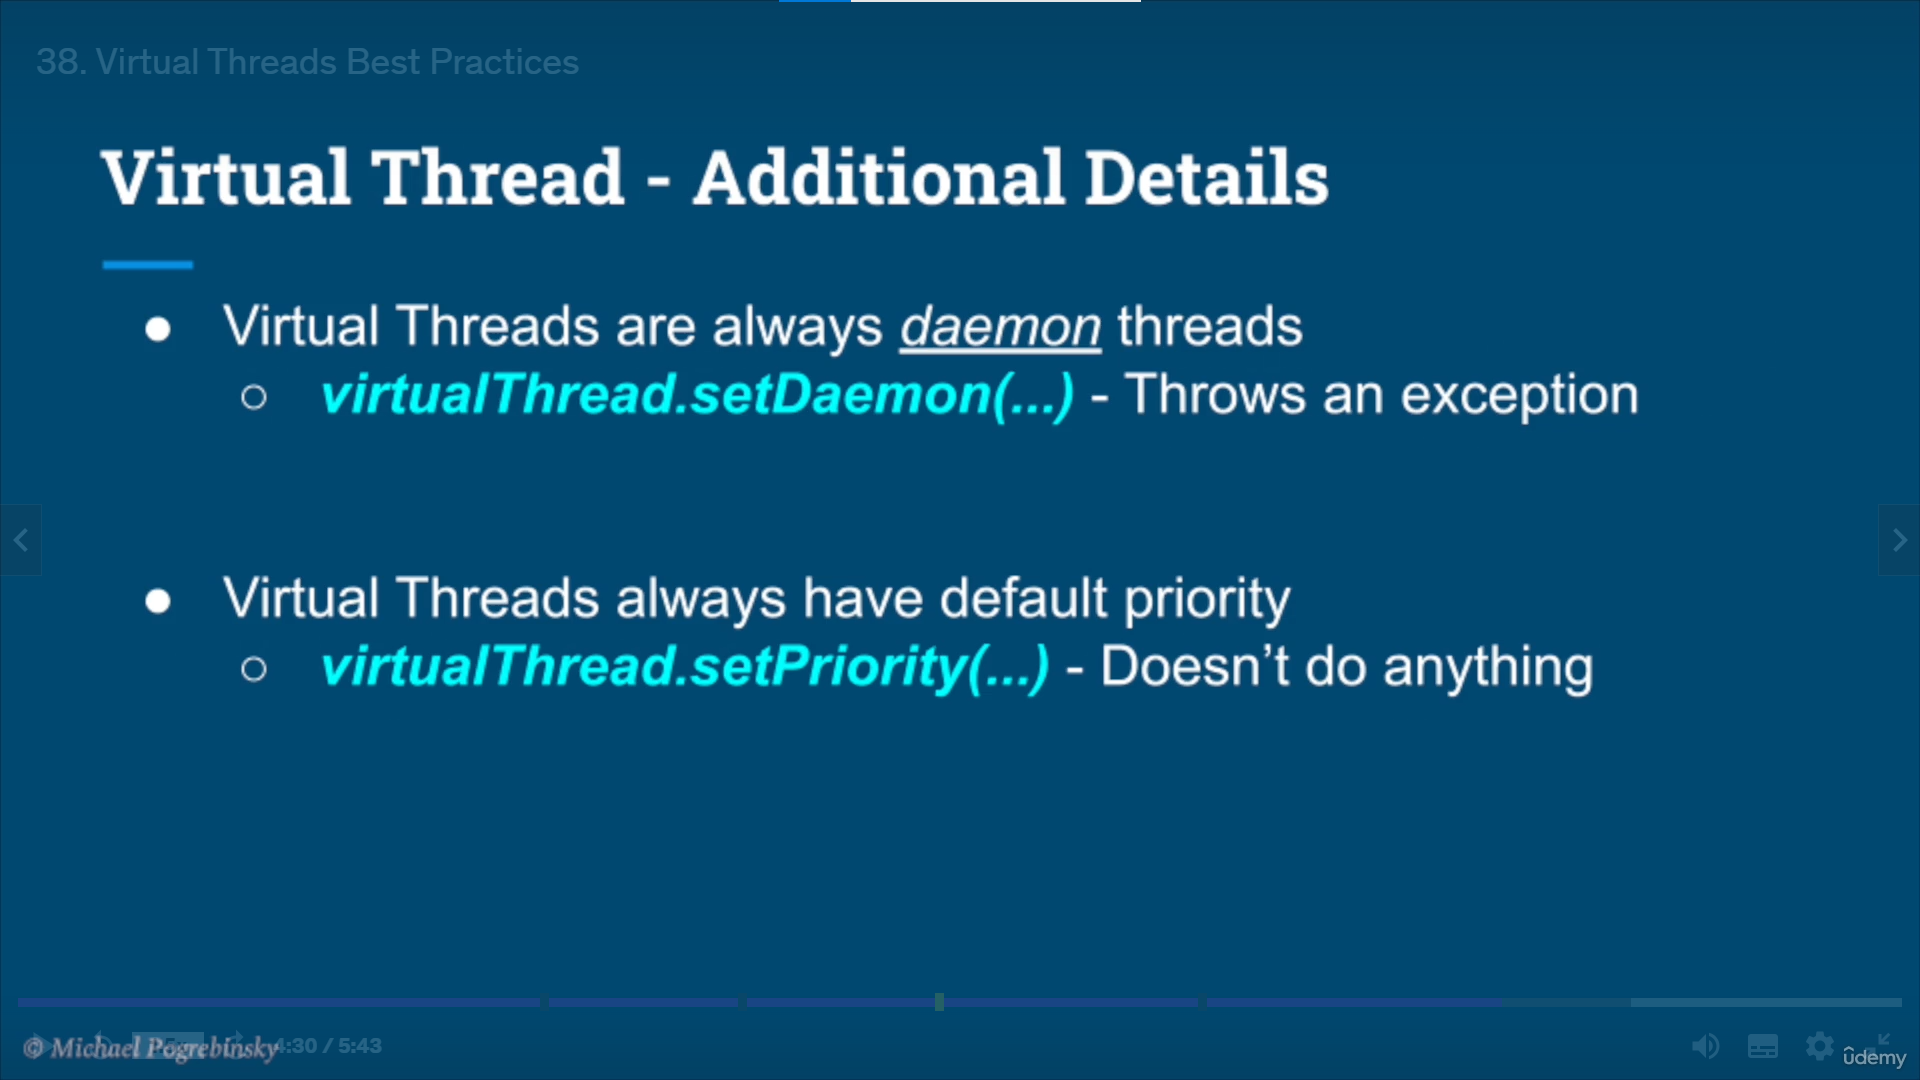 38. Virtual Threads Best Practices
Virtual Thread - Additional Details
● Virtual Threads are always daemon threads
○ virtualThread.setDaemon(...) - Throws an exception
● Virtual Threads always have default priority
○ virtualThread.setPriority(...) - Doesn’t do anything
© Michael Pogrebinsky
4:30 / 5:43
ûdemy